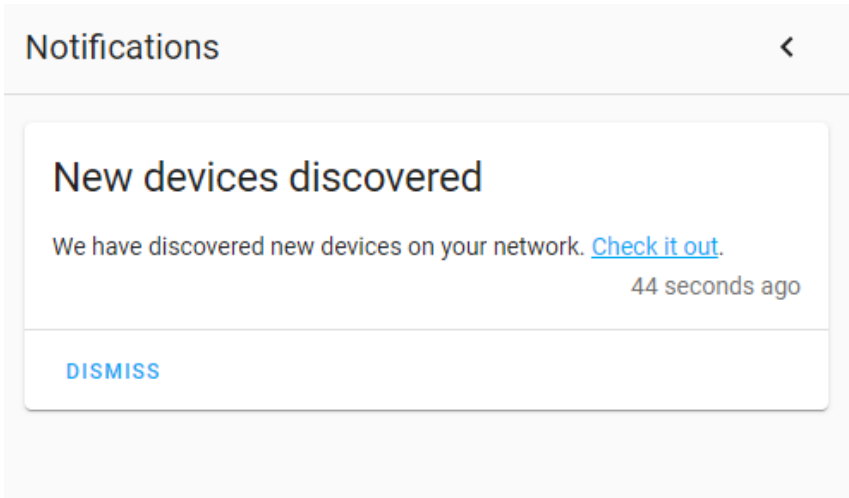 Notifications
New devices discovered
We have discovered new devices on your network. Check it out.
44 seconds ago
DISMISS